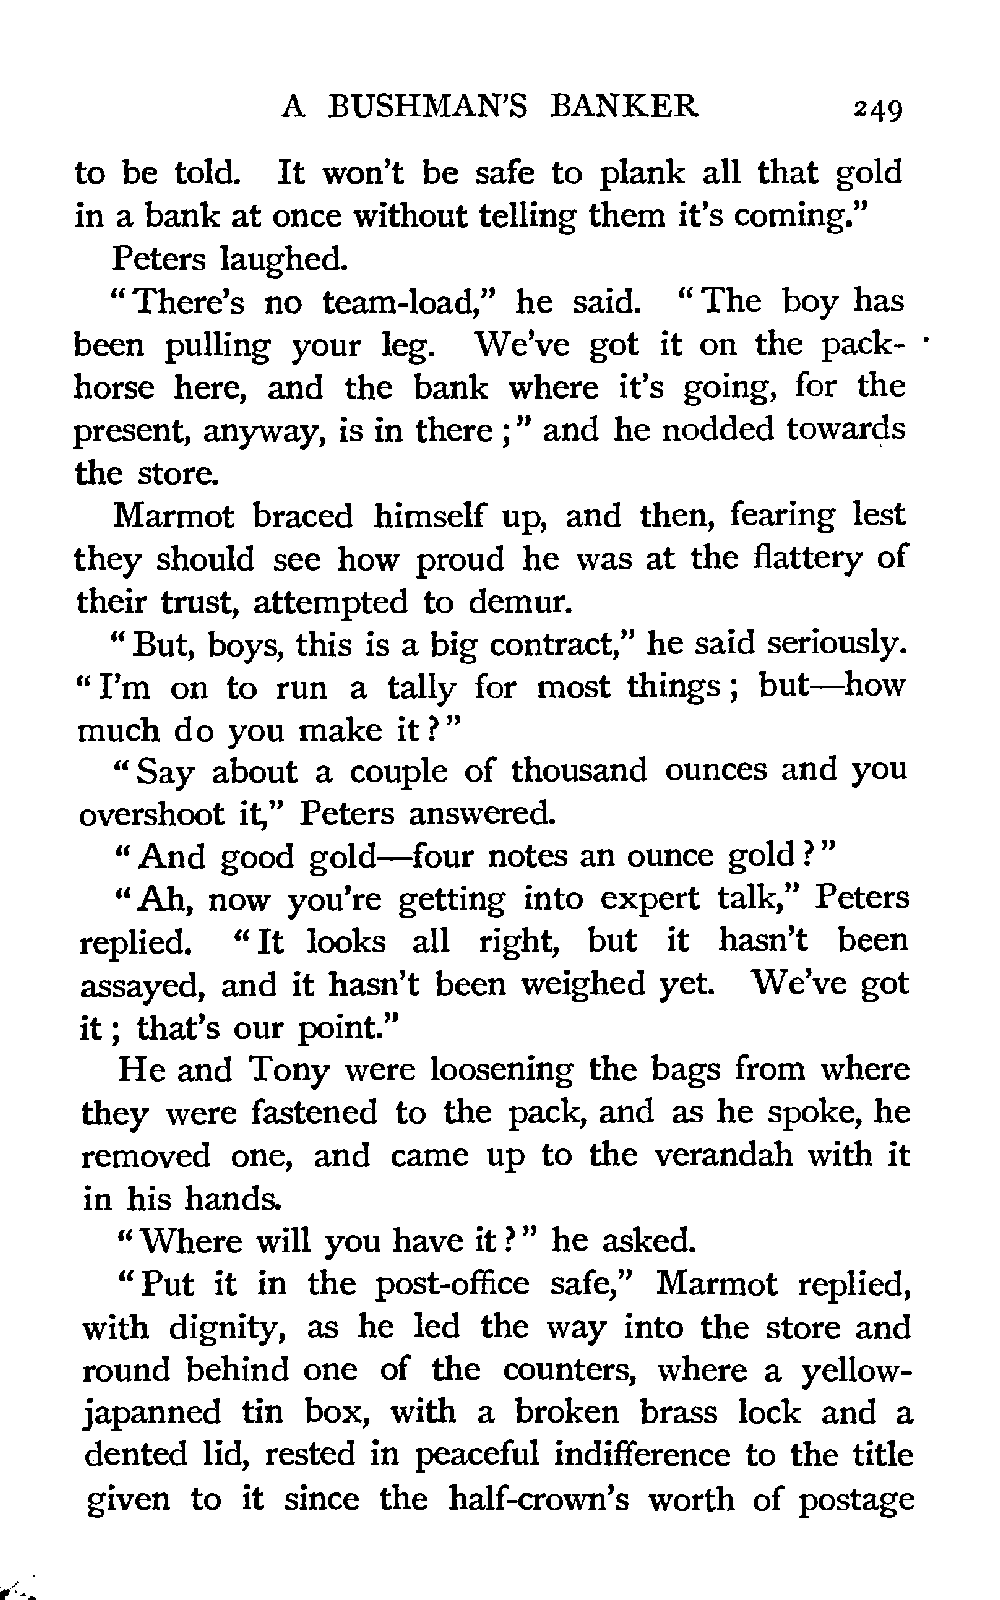 A BUSHMAN'S BANKER 249
to be told. It won't be safe to plank all that gold
in a bank at once without telling them it's coming."
Peters laughed.
"There's no team-load," he said. "The boy has
been pulling your leg. We've got it on the pack-
horse here, and the bank where it's going, for the
present, anyway, is in there;" and he nodded towards
the store.
Marmot braced himself up, and then, fearing lest
they should see how proud he was at the flattery of
their trust, attempted to demur.
"But, boys, this is a big contract," he said seriously.
"I'm on to run a tally for most things; but—how
much do you make it?"
"Say about a couple of thousand ounces and you
overshoot it," Peters answered.
"And good gold—four notes an ounce gold?"
"Ah, now you're getting into expert talk," Peters
replied. "It looks all right, but it hasn't been
assayed, and it hasn't been weighed yet. We've got
it; that's our point."
He and Tony were loosening the bags from where
they were fastened to the pack, and as he spoke, he
removed one, and came up to the verandah with it
in his hands.
"Where will you have it?" he asked.
"Put it in the post-office safe," Marmot replied,
with dignity, as he led the way into the store and
round behind one of the counters, where a yellow-
japanned tin box, with a broken brass lock and a
dented lid, rested in peaceful indifference to the title
given to it since the half-crown's worth of postage